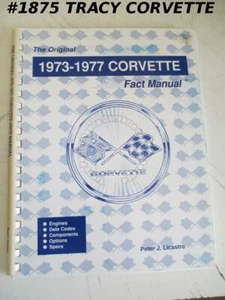 #1875 TRACY CORVETTE
The Original
1973-1977 CORVETTE
Fact Manual
CORVETTE
Engines
Date Codes
Components
Options
Specs
Peter J. Licastro